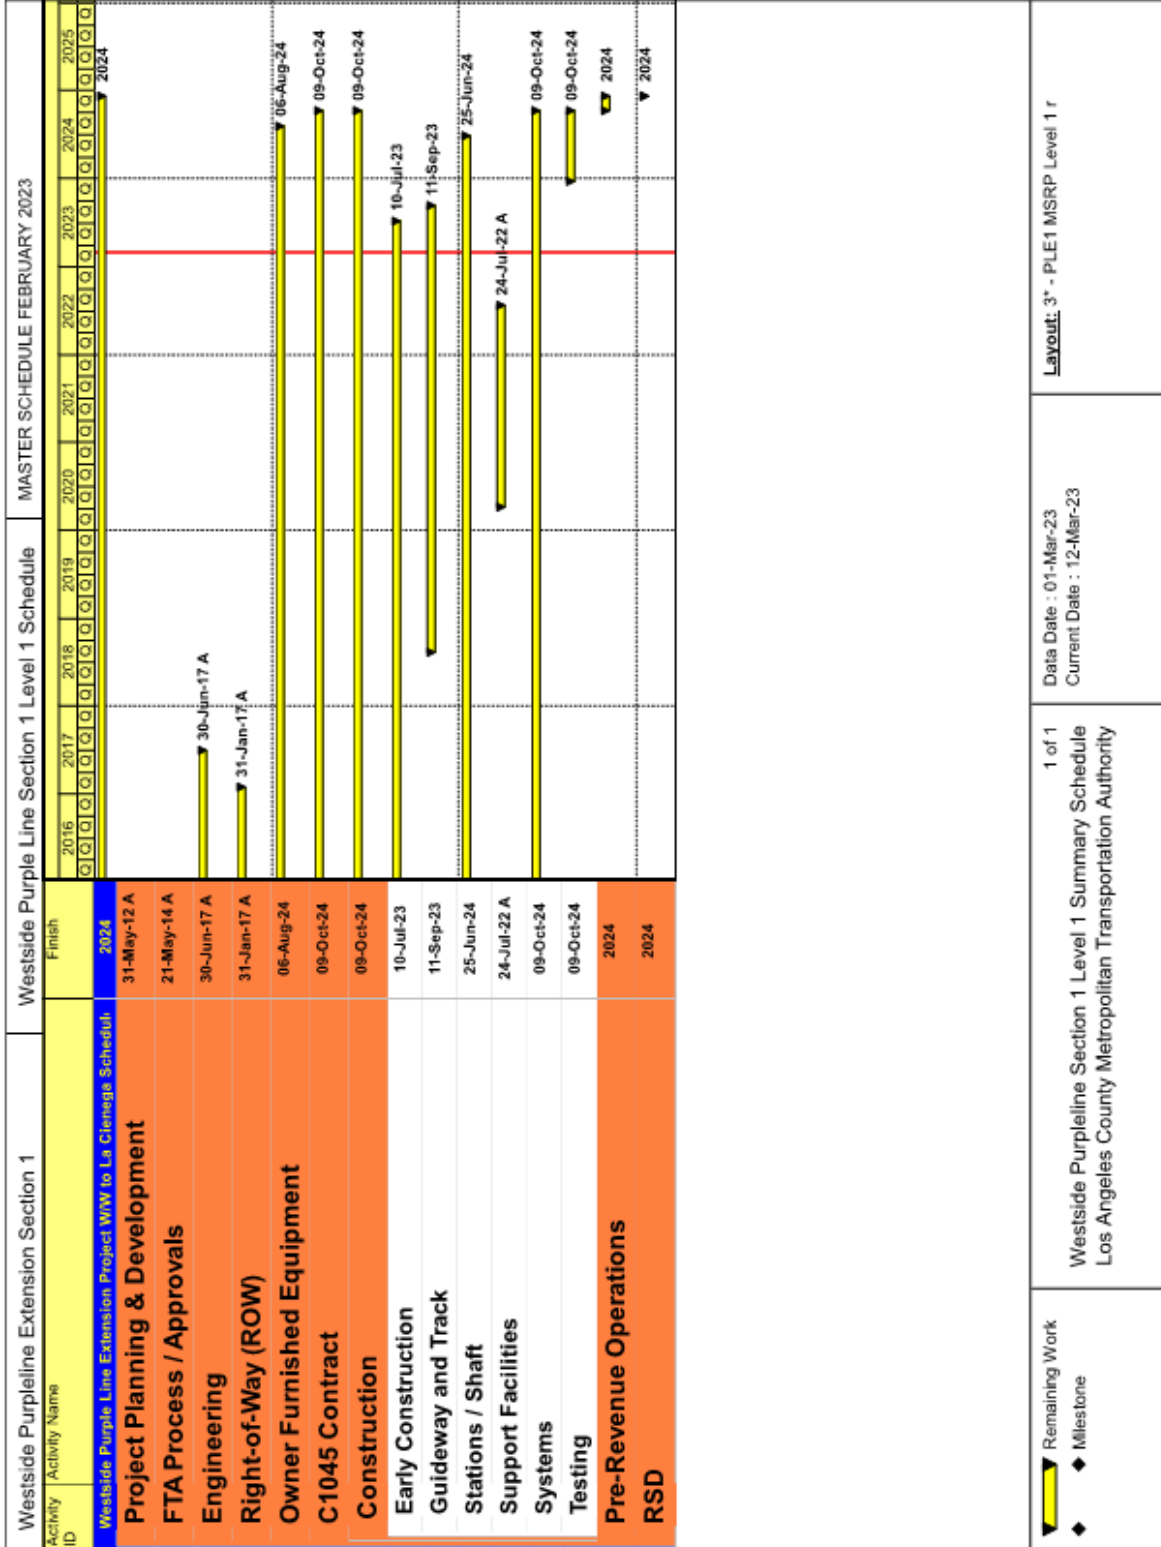 Westside Purpleline Extension Section 1
Westside Purple Line Section 1 Level 1 Schedule
MASTER SCHEDULE FEBRUARY 2023
Activity ID
Activity Name
Finish
2016 2017 2018 2019 2020 2021 2022 2023 2024 2025
Q Q Q Q Q Q Q Q Q Q Q Q Q Q Q Q Q Q Q Q Q Q Q Q Q Q Q Q Q Q Q Q Q Q Q Q Q Q Q Q
Westside Purple Line Extension Project W/W to La Cienega Schedul 2024 2024
Project Planning & Development 31-May-12 A
FTA Process / Approvals 21-May-14 A
Engineering 30-Jun-17 A 30-Jun-17 A
Right-of-Way (ROW) 31-Jan-17 A 31-Jan-17 A
Owner Furnished Equipment 06-Aug-24 06-Aug-24
C1045 Contract 09-Oct-24 09-Oct-24
Construction 09-Oct-24 09-Oct-24
Early Construction 10-Jul-23 10-Jul-23
Guideway and Track 11-Sep-23 11-Sep-23
Stations / Shaft 25-Jun-24 25-Jun-24
Support Facilities 24-Jul-22 A 24-Jul-22 A
Systems 09-Oct-24 09-Oct-24
Testing 09-Oct-24 09-Oct-24
Pre-Revenue Operations 2024 2024
RSD 2024 2024
Remaining Work
Milestone
1 of 1
Westside Purpleline Section 1 Level 1 Summary Schedule
Los Angeles County Metropolitan Transportation Authority
Data Date : 01-Mar-23
Current Date : 12-Mar-23
Layout: 3* - PLE1 MSRP Level 1 r